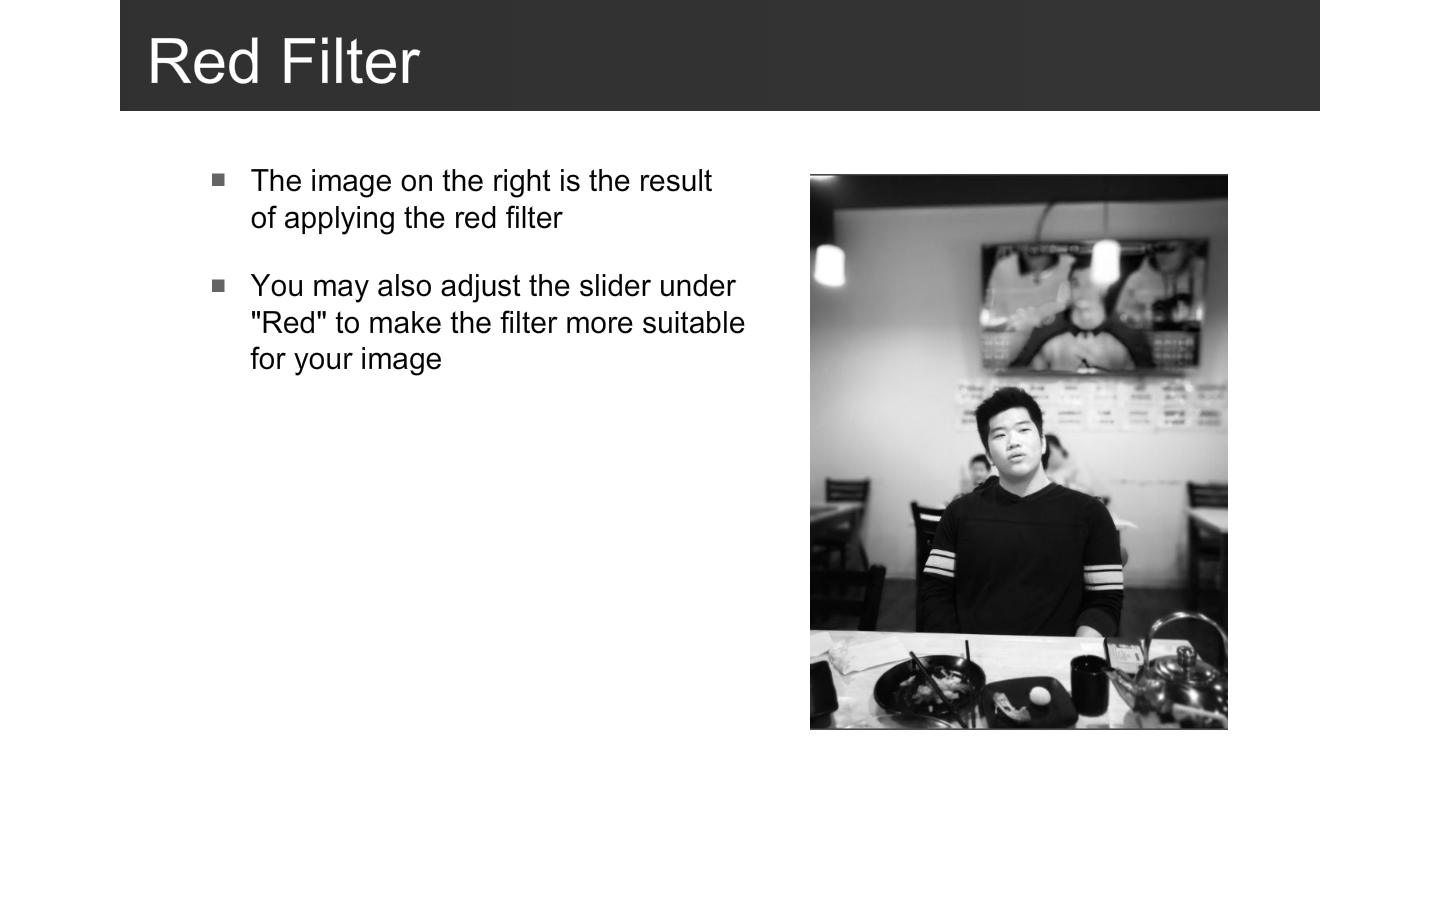 Red Filter
The image on the right is the result
of applying the red filter
You may also adjust the slider under
"Red" to make the filter more suitable
for your image